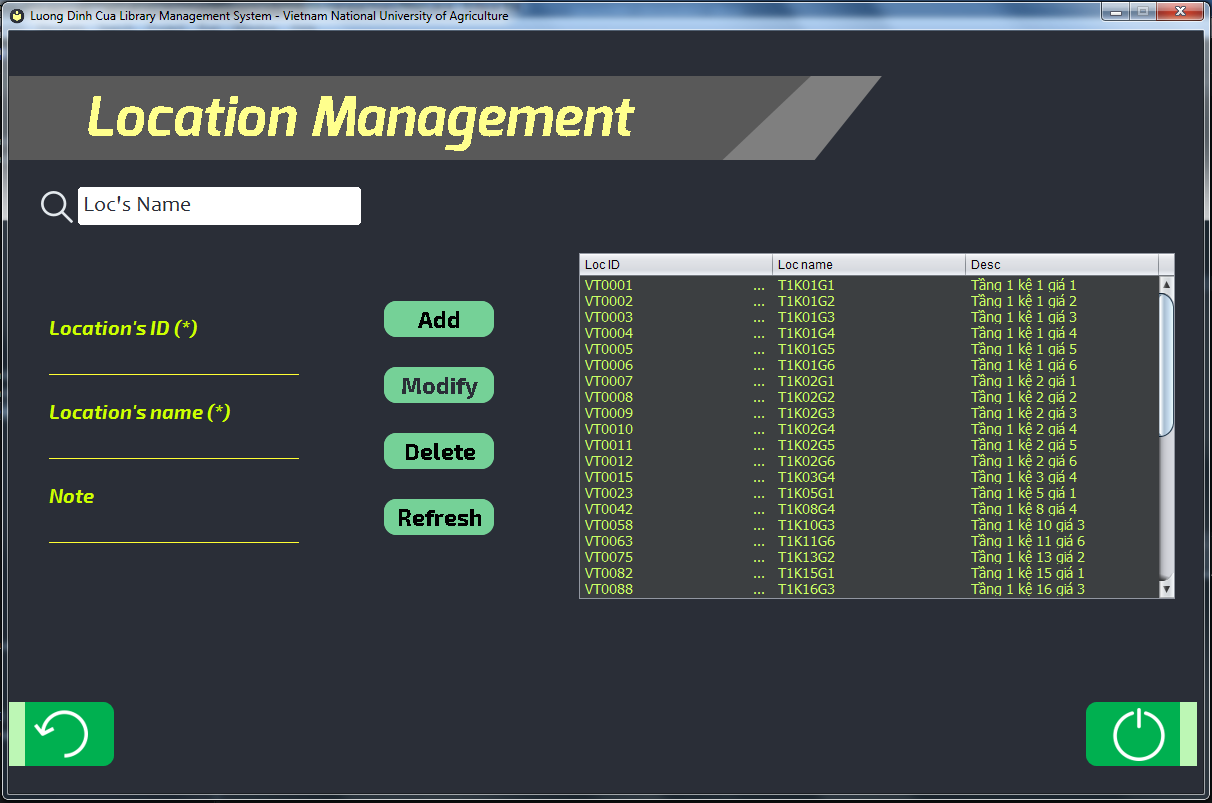 Luong Dinh Cua Library Management System - Vietnam National University of Agriculture
Location Management
Loc's Name
Location's ID (*)
Location's name (*)
Note
Add
Modify
Delete
Refresh
Loc ID Loc name Desc
VT0001 ... T1K01G1 Tầng 1 kệ 1 giá 1
VT0002 ... T1K01G2 Tầng 1 kệ 1 giá 2
VT0003 ... T1K01G3 Tầng 1 kệ 1 giá 3
VT0004 ... T1K01G4 Tầng 1 kệ 1 giá 4
VT0005 ... T1K01G5 Tầng 1 kệ 1 giá 5
VT0006 ... T1K01G6 Tầng 1 kệ 1 giá 6
VT0007 ... T1K02G1 Tầng 1 kệ 2 giá 1
VT0008 ... T1K02G2 Tầng 1 kệ 2 giá 2
VT0009 ... T1K02G3 Tầng 1 kệ 2 giá 3
VT0010 ... T1K02G4 Tầng 1 kệ 2 giá 4
VT0011 ... T1K02G5 Tầng 1 kệ 2 giá 5
VT0012 ... T1K02G6 Tầng 1 kệ 2 giá 6
VT0015 ... T1K03G4 Tầng 1 kệ 3 giá 4
VT0023 ... T1K05G1 Tầng 1 kệ 5 giá 1
VT0042 ... T1K08G4 Tầng 1 kệ 8 giá 4
VT0058 ... T1K10G3 Tầng 1 kệ 10 giá 3
VT0063 ... T1K11G6 Tầng 1 kệ 11 giá 6
VT0075 ... T1K13G2 Tầng 1 kệ 13 giá 2
VT0082 ... T1K15G1 Tầng 1 kệ 15 giá 1
VT0088 ... T1K16G3 Tầng 1 kệ 16 giá 3